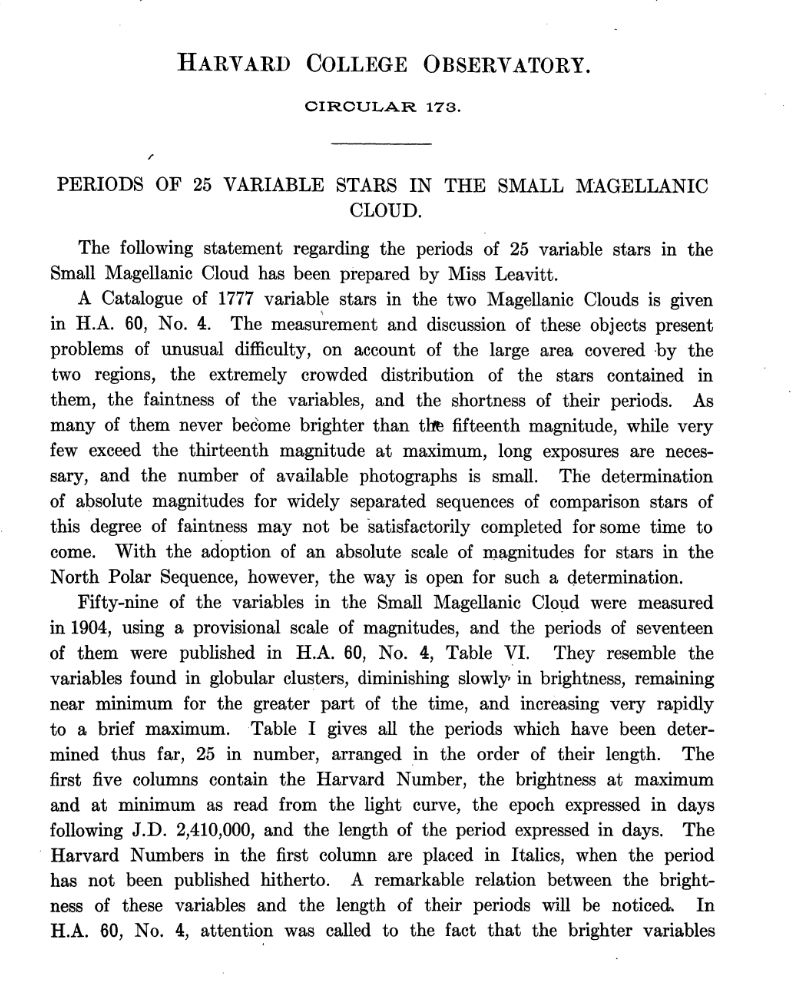 HARVARD COLLEGE OBSERVATORY.
CIRCULAR 173.
PERIODS OF 25 VARIABLE STARS IN THE SMALL MAGELLANIC
CLOUD.
The following statement regarding the periods of 25 variable stars in the
Small Magellanic Cloud has been prepared by Miss Leavitt.
A Catalogue of 1777 variable stars in the two Magellanic Clouds is given
in H.A. 60, No. 4. The measurement and discussion of these objects present
problems of unusual difficulty, on account of the large area covered by the
two regions, the extremely crowded distribution of the stars contained in
them, the faintness of the variables, and the shortness of their periods. As
many of them never become brighter than the fifteenth magnitude, while very
few exceed the thirteenth magnitude at maximum, long exposures are neces-
sary, and the number of available photographs is small. The determination
of absolute magnitudes for widely separated sequences of comparison stars of
this degree of faintness may not be satisfactorily completed for some time to
come. With the adoption of an absolute scale of magnitudes for stars in the
North Polar Sequence, however, the way is open for such a determination.
Fifty-nine of the variables in the Small Magellanic Cloud were measured
in 1904, using a provisional scale of magnitudes, and the periods of seventeen
of them were published in H.A. 60, No. 4, Table VI. They resemble the
variables found in globular clusters, diminishing slowly in brightness, remaining
near minimum for the greater part of the time, and increasing very rapidly
to a brief maximum. Table I gives all the periods which have been deter-
mined thus far, 25 in number, arranged in the order of their length. The
first five columns contain the Harvard Number, the brightness at maximum
and at minimum as read from the light curve, the epoch expressed in days
following J.D. 2,410,000, and the length of the period expressed in days. The
Harvard Numbers in the first column are placed in Italics, when the period
has not been published hitherto. A remarkable relation between the bright-
ness of these variables and the length of their periods will be noticed. In
H.A. 60, No. 4, attention was called to the fact that the brighter variables